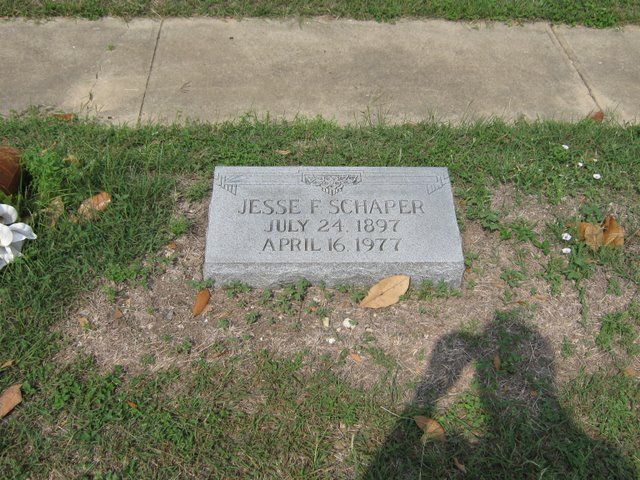 JESSE F. SCHAPER
JULY 24, 1897
APRIL 16, 1977